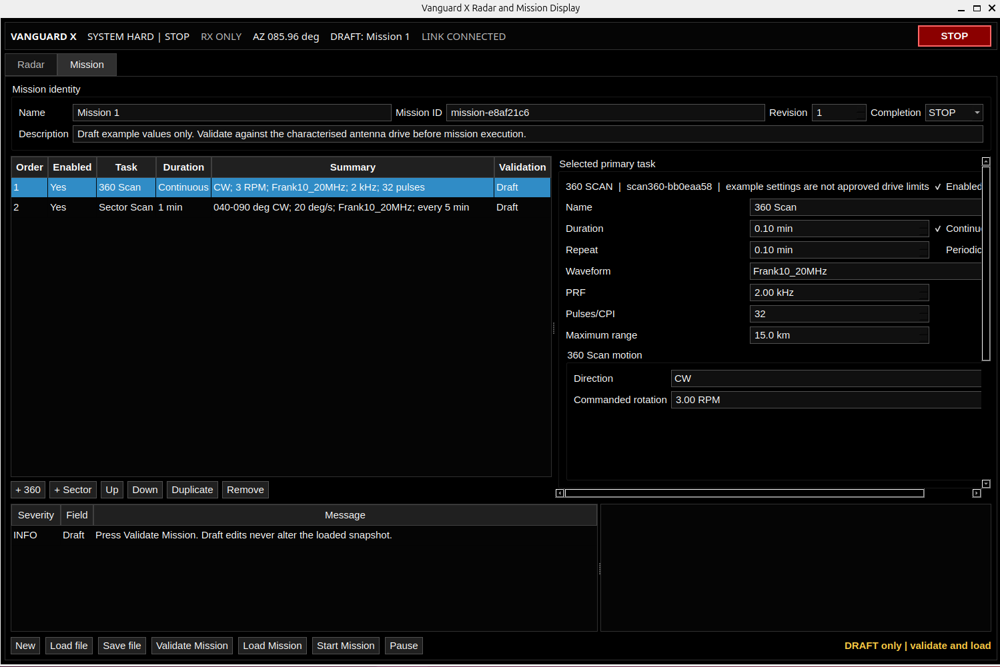 Vanguard X Radar and Mission Display
VANGUARD X SYSTEM HARD | STOP RX ONLY AZ 085.96 deg DRAFT: Mission 1 LINK CONNECTED STOP
Radar Mission
Mission identity
Name Mission 1 Mission ID mission-e8af21c6 Revision 1 Completion STOP
Description Draft example values only. Validate against the characterised antenna drive before mission execution.
Order Enabled Task Duration Summary Validation
1 Yes 360 Scan Continuous CW; 3 RPM; Frank10_20MHz; 2 kHz; 32 pulses Draft
2 Yes Sector Scan 1 min 040-090 deg CW; 20 deg/s; Frank10_20MHz; every 5 min Draft
+ 360 + Sector Up Down Duplicate Remove
Selected primary task
360 SCAN | scan360-bb0eaa58 | example settings are not approved drive limits ✓ Enabled
Name 360 Scan
Duration 0.10 min ✓ Continu
Repeat 0.10 min Periodic
Waveform Frank10_20MHz
PRF 2.00 kHz
Pulses/CPI 32
Maximum range 15.0 km
360 Scan motion
Direction CW
Commanded rotation 3.00 RPM
Severity Field Message
INFO Draft Press Validate Mission. Draft edits never alter the loaded snapshot.
New Load file Save file Validate Mission Load Mission Start Mission Pause DRAFT only | validate and load